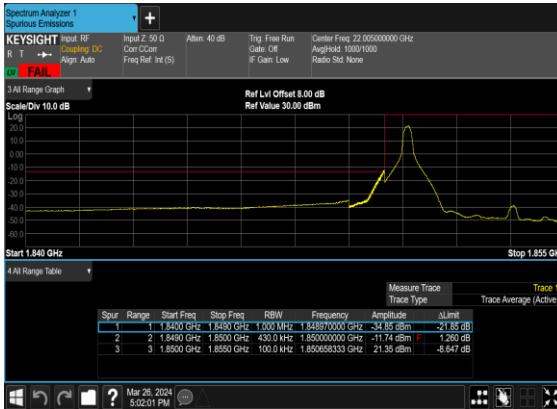 Spectrum Analyzer 1
Spurious Emissions
KEYSIGHT Input: RF Input Z: 50 Ω Atten: 40 dB Trig: Free Run Center Freq: 22.005000000 GHz
R T Coupling: DC Corr CCorr Gate: Off Avg|Hold: 1000/1000
Align: Auto Freq Ref: Int (S) IF Gain: Low Radio Std: None
FAIL
3 All Range Graph Ref Lvl Offset 8.00 dB
Scale/Div 10.0 dB Ref Value 30.00 dBm
Log
20.0
10.0
0.00
-10.0
-20.0
-30.0
-40.0
-50.0
-60.0
Start 1.840 GHz Stop 1.855 GH
4 All Range Table
Measure Trace Trace 1
Trace Type Trace Average (Active
Spur Range Start Freq Stop Freq RBW Frequency Amplitude ΔLimit
1 1 1.8400 GHz 1.8490 GHz 1.000 MHz 1.848970000 GHz -34.85 dBm -21.85 dB
2 2 1.8490 GHz 1.8500 GHz 430.0 kHz 1.850000000 GHz -11.74 dBm F 1.260 dB
3 3 1.8500 GHz 1.8550 GHz 100.0 kHz 1.850658333 GHz 21.35 dBm -8.647 dB
? Mar 26, 2024
5:02:01 PM